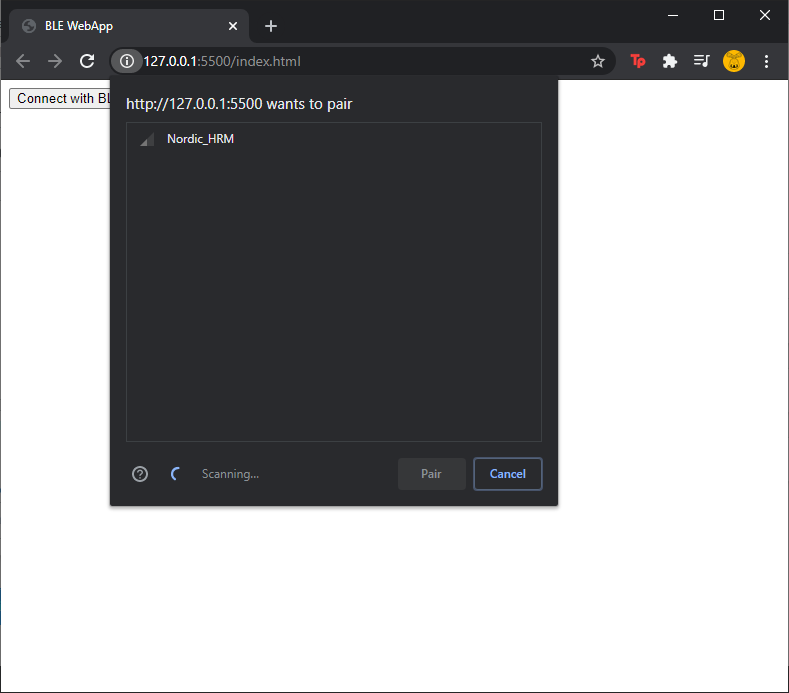 BLE WebApp
127.0.0.1:5500/index.html
Tp
Connect with BL
http://127.0.0.1:5500 wants to pair
Nordic_HRM
Scanning...
Pair
Cancel